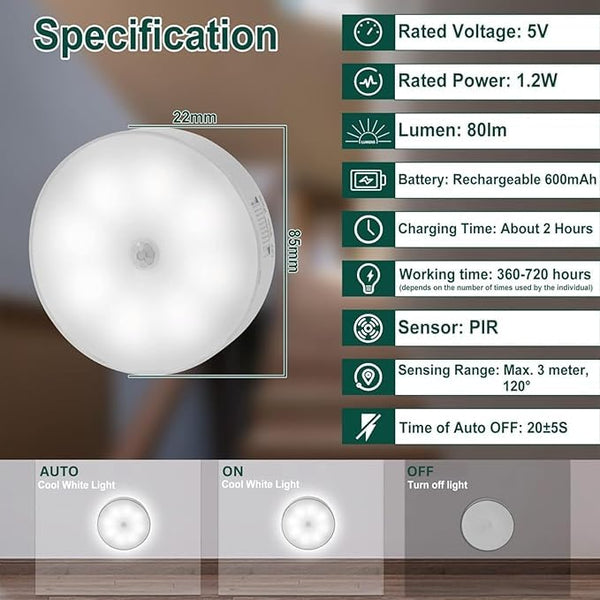 Specification
22mm
85mm
Rated Voltage: 5V
Rated Power: 1.2W
LUMENS
Lumen: 80lm
Battery: Rechargeable 600mAh
Charging Time: About 2 Hours
Working time: 360-720 hours
(depends on the number of times used by the individual)
Sensor: PIR
Sensing Range: Max. 3 meter,
120°
Time of Auto OFF: 20±5S
AUTO
Cool White Light
ON
Cool White Light
OFF
Turn off light